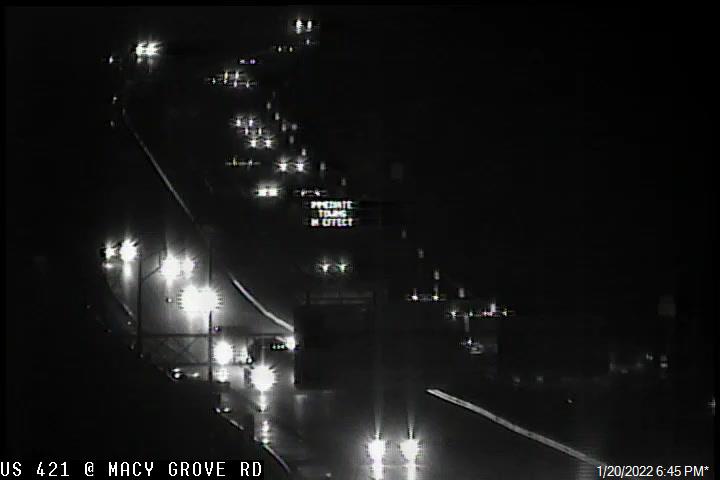 IMMEDIATE
TOWING
IN EFFECT
US 421 @ MACY GROVE RD
1/20/2022 6:45 PM*